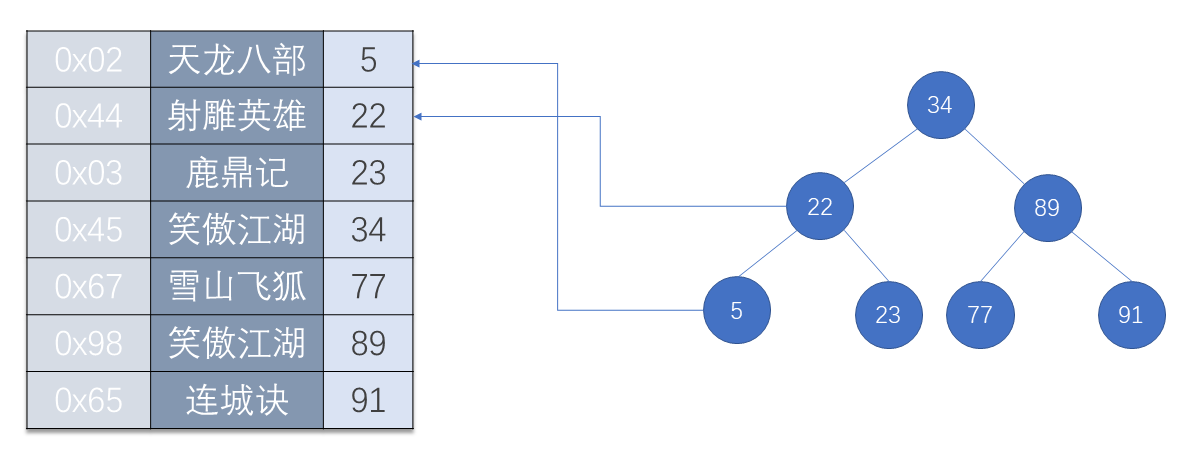 0x02 天龙八部 5
0x44 射雕英雄 22
0x03 鹿鼎记 23
0x45 笑傲江湖 34
0x67 雪山飞狐 77
0x98 笑傲江湖 89
0x65 连城诀 91
34
22 89
5 23 77 91